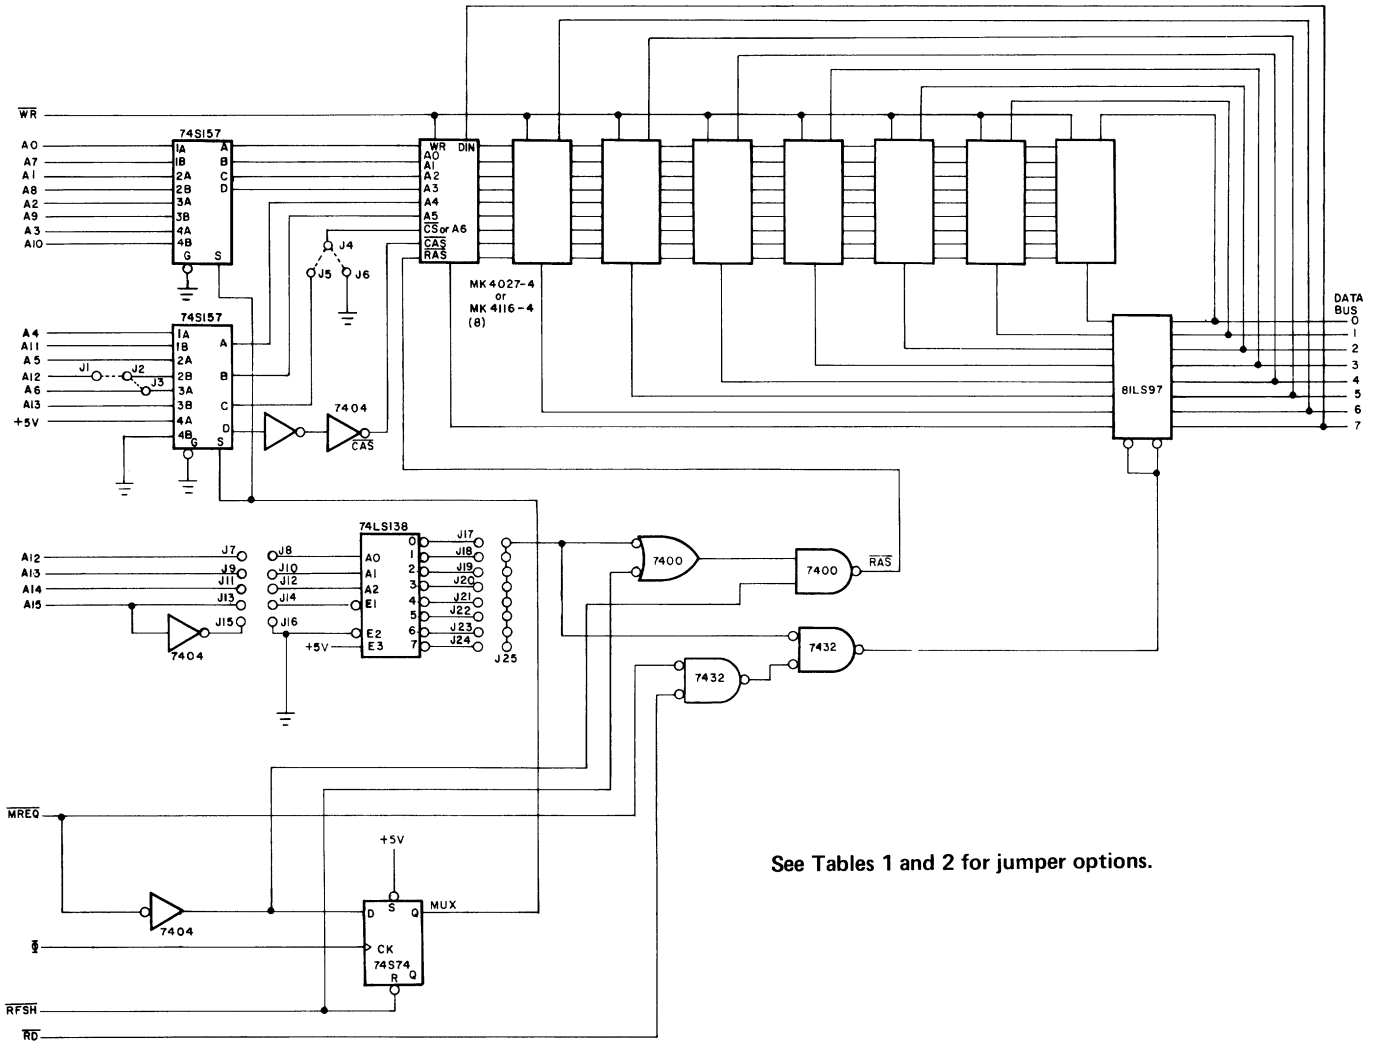 WR
74S157
A0
A7
A1
A8
A2
A9
A3
A10
1A
1B
2A
2B
3A
3B
4A
4B
G
S
A
B
C
D
WR DIN
A0
A1
A2
A3
A4
A5
CS or A6
CAS
RAS
MK4027-4
or
MK4116-4
(8)
J4
J5
J6
74S157
A4
A11
A5
A12
A6
A13
+5V
J1
J2
J3
1A
1B
2A
2B
3A
3B
4A
4B
G
S
A
B
C
D
7404
CAS
DATA
BUS
0
1
2
3
4
5
6
7
81LS97
74LS138
A12
A13
A14
A15
J7
J9
J11
J13
J15
J8
J10
J12
J14
J16
7404
+5V
A0
A1
A2
E1
E2
E3
0
1
2
3
4
5
6
7
J17
J18
J19
J20
J21
J22
J23
J24
J25
7400
7400
RAS
7432
7432
MREQ
7404
Φ
RFSH
RD
+5V
S
D
Q
MUX
CK
74S74
Q
R
See Tables 1 and 2 for jumper options.